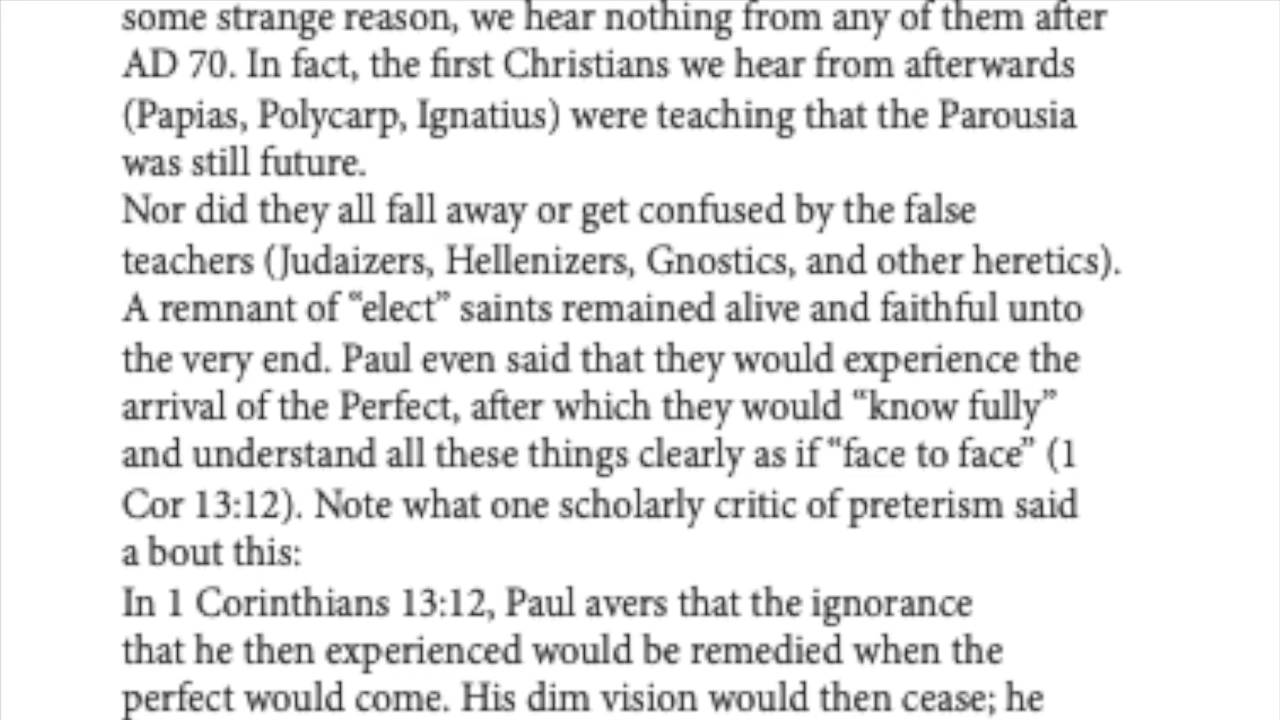 some strange reason, we hear nothing from any of them after
AD 70. In fact, the first Christians we hear from afterwards
(Papias, Polycarp, Ignatius) were teaching that the Parousia
was still future.
Nor did they all fall away or get confused by the false
teachers (Judaizers, Hellenizers, Gnostics, and other heretics).
A remnant of “elect” saints remained alive and faithful unto
the very end. Paul even said that they would experience the
arrival of the Perfect, after which they would “know fully”
and understand all these things clearly as if “face to face” (1
Cor 13:12). Note what one scholarly critic of preterism said
a bout this:
In 1 Corinthians 13:12, Paul avers that the ignorance
that he then experienced would be remedied when the
perfect would come. His dim vision would then cease; he